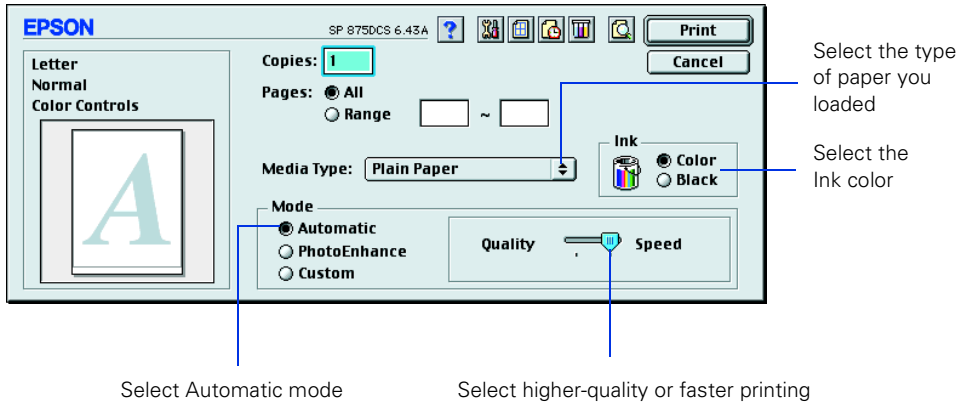 EPSON
SP 875DCS 6.43A
?
Print
Cancel
Letter
Normal
Color Controls
A
Copies: 1
Pages: All
Range ~
Media Type: Plain Paper
Ink
Color
Black
Mode
Automatic
PhotoEnhance
Custom
Quality Speed
Select the type
of paper you
loaded
Select the
Ink color
Select Automatic mode
Select higher-quality or faster printing